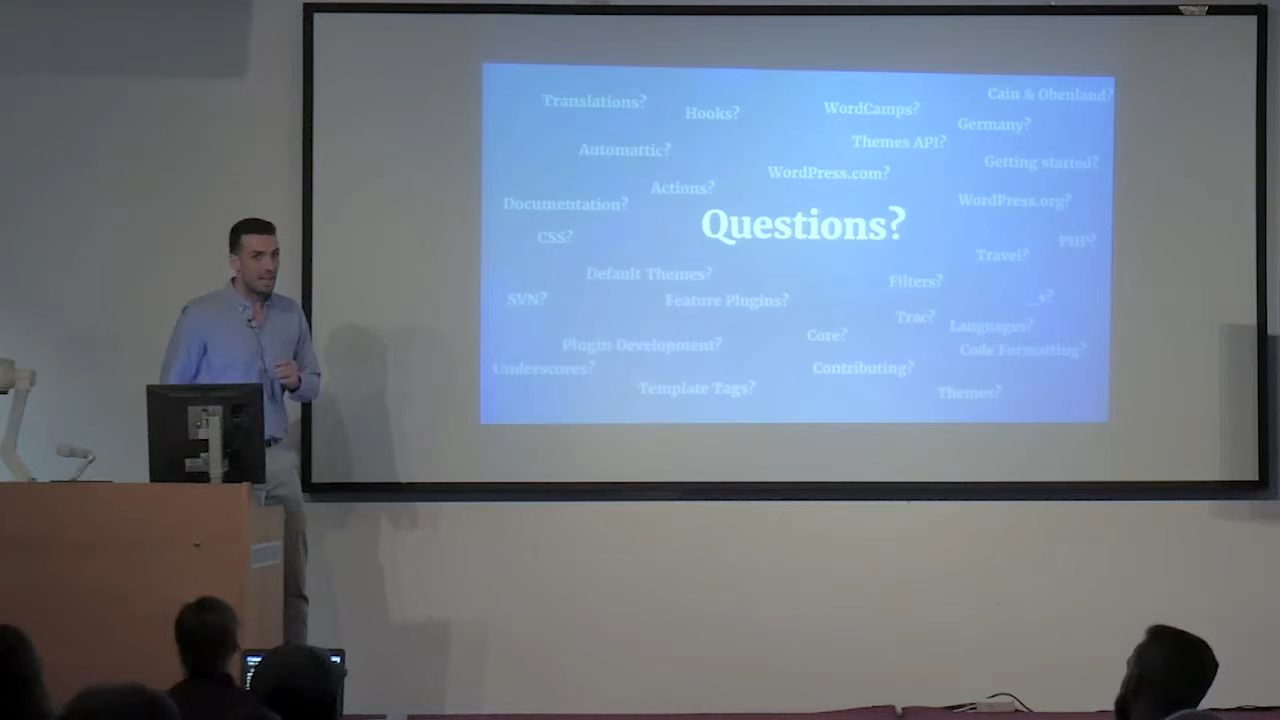 Cain & Obenland?
Translations?
WordCamps?
Hooks?
Germany?
Themes API?
Automattic?
Getting started?
WordPress.com?
Actions?
WordPress.org?
Documentation?
Questions?
CSS?
PHP?
Travel?
Default Themes?
Filters?
SVN?
_s?
Feature Plugins?
Trac?
Languages?
Core?
Plugin Development?
Code Formatting?
Underscores?
Contributing?
Template Tags?
Themes?